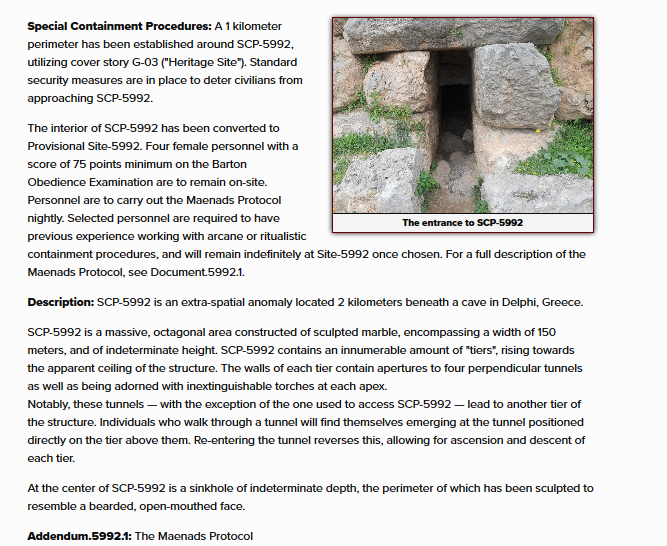 Special Containment Procedures: A 1 kilometer
perimeter has been established around SCP-5992,
utilizing cover story G-03 ("Heritage Site"). Standard
security measures are in place to deter civilians from
approaching SCP-5992.
The interior of SCP-5992 has been converted to
Provisional Site-5992. Four female personnel with a
score of 75 points minimum on the Barton
Obedience Examination are to remain on-site.
Personnel are to carry out the Maenads Protocol
nightly. Selected personnel are required to have
previous experience working with arcane or ritualistic
containment procedures, and will remain indefinitely at Site-5992 once chosen. For a full description of the
Maenads Protocol, see Document.5992.1.
The entrance to SCP-5992
Description: SCP-5992 is an extra-spatial anomaly located 2 kilometers beneath a cave in Delphi, Greece.
SCP-5992 is a massive, octagonal area constructed of sculpted marble, encompassing a width of 150
meters, and of indeterminate height. SCP-5992 contains an innumerable amount of "tiers", rising towards
the apparent ceiling of the structure. The walls of each tier contain apertures to four perpendicular tunnels
as well as being adorned with inextinguishable torches at each apex.
Notably, these tunnels — with the exception of the one used to access SCP-5992 — lead to another tier of
the structure. Individuals who walk through a tunnel will find themselves emerging at the tunnel positioned
directly on the tier above them. Re-entering the tunnel reverses this, allowing for ascension and descent of
each tier.
At the center of SCP-5992 is a sinkhole of indeterminate depth, the perimeter of which has been sculpted to
resemble a bearded, open-mouthed face.
Addendum.5992.1: The Maenads Protocol